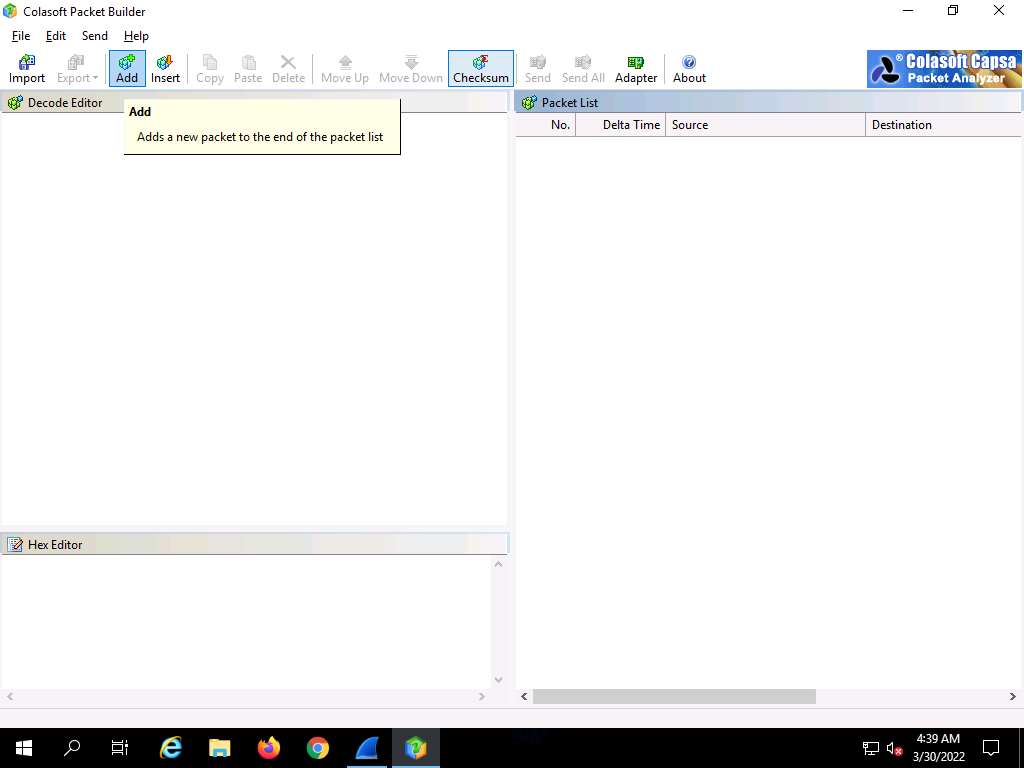 Colasoft Packet Builder
File Edit Send Help
Import Export Add Insert Copy Paste Delete Move Up Move Down Checksum Send Send All Adapter About
® Colasoft Capsa
Packet Analyzer
Decode Editor
Add
Adds a new packet to the end of the packet list
Packet List
No. Delta Time Source Destination
Hex Editor
4:39 AM
3/30/2022